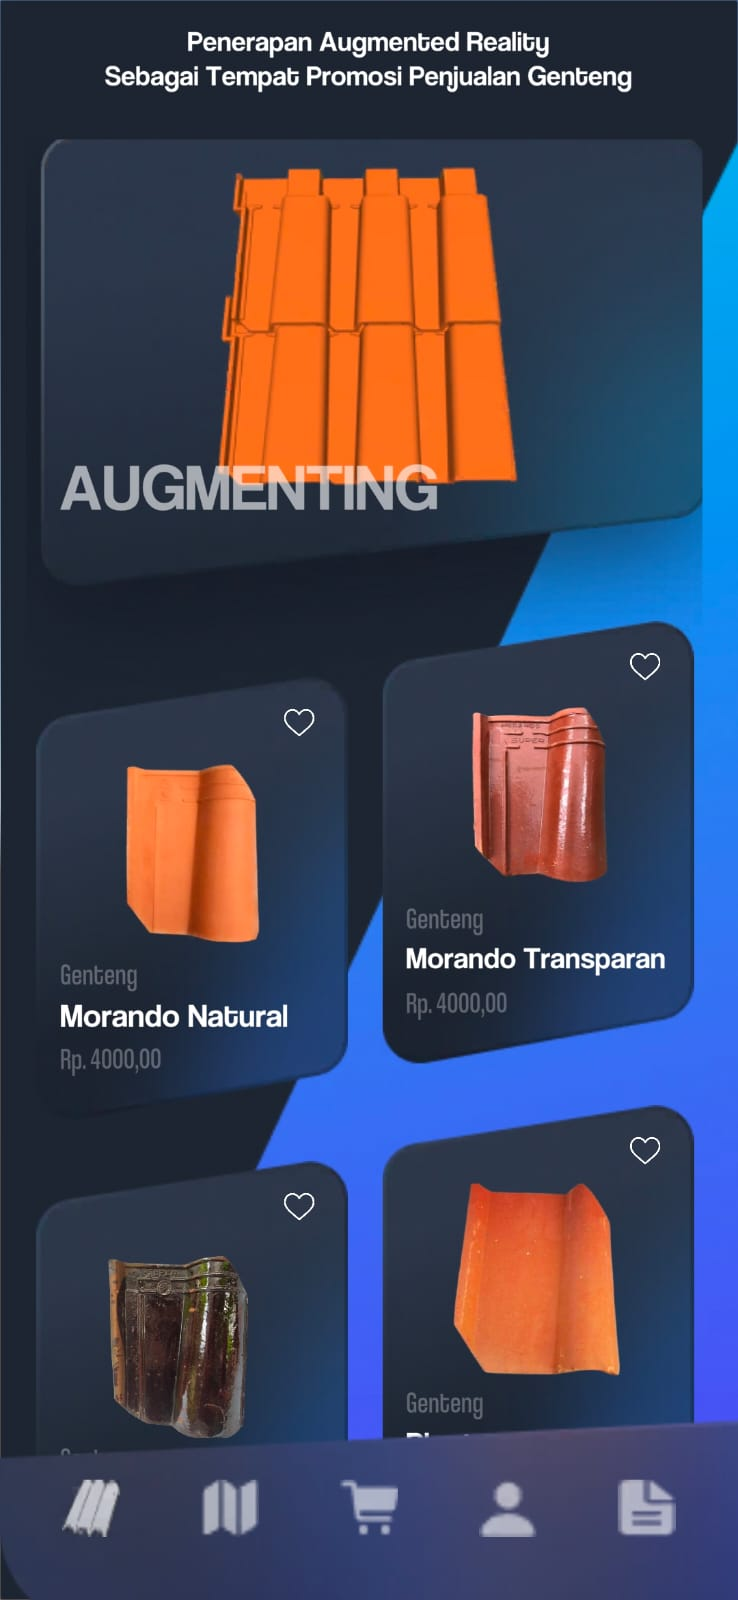 Penerapan Augmented Reality
Sebagai Tempat Promosi Penjualan Genteng
AUGMENTING
Genteng
Morando Transparan
Rp. 4000,00
Genteng
Morando Natural
Rp. 4000,00
SUPER
Genteng